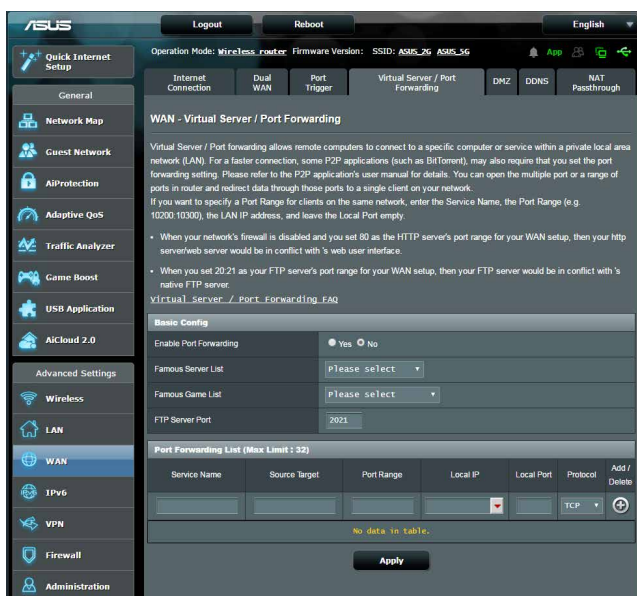 ASUS
Logout
Reboot
English
Quick Internet
Setup
Operation Mode: Wireless router Firmware Version: SSID: ASUS_2G ASUS_5G
App
Internet
Connection
Dual
WAN
Port
Trigger
Virtual Server / Port
Forwarding
DMZ
DDNS
NAT
Passthrough
General
Network Map
Guest Network
AiProtection
Adaptive QoS
Traffic Analyzer
Game Boost
USB Application
AiCloud 2.0
Advanced Settings
Wireless
LAN
WAN
IPv6
VPN
Firewall
Administration
WAN - Virtual Server / Port Forwarding
Virtual Server / Port forwarding allows remote computers to connect to a specific computer or service within a private local area
network (LAN). For a faster connection, some P2P applications (such as BitTorrent), may also require that you set the port
forwarding setting. Please refer to the P2P application's user manual for details. You can open the multiple port or a range of
ports in router and redirect data through those ports to a single client on your network.
If you want to specify a Port Range for clients on the same network, enter the Service Name, the Port Range (e.g.
10200:10300), the LAN IP address, and leave the Local Port empty.
• When your network's firewall is disabled and you set 80 as the HTTP server's port range for your WAN setup, then your http
server/web server would be in conflict with 's web user interface.
• When you set 20:21 as your FTP server's port range for your WAN setup, then your FTP server would be in conflict with 's
native FTP server.
Virtual Server / Port Forwarding FAQ
Basic Config
Enable Port Forwarding
Yes No
Famous Server List
Please select
Famous Game List
Please select
FTP Server Port
2021
Port Forwarding List (Max Limit : 32)
Service Name
Source Target
Port Range
Local IP
Local Port
Protocol
Add /
Delete
TCP
No data in table.
Apply